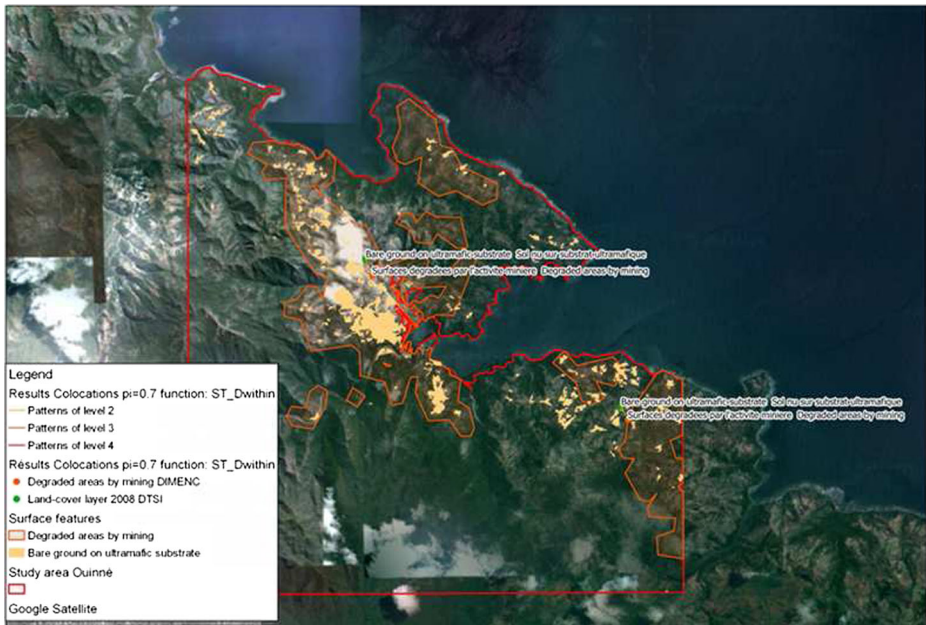 Bare ground on ultramafic-substrate Sol nu sur substrat-ultramafique
Surfaces degradees par l'activite-miniere Degraded areas by mining
Bare ground on ultramafic-substrate Sol nu sur substrat-ultramafique
Surfaces degradees par l'activite-miniere Degraded areas by mining
Legend
Results Colocations pi=0.7 function: ST_Dwithin
Patterns of level 2
Patterns of level 3
Patterns of level 4
Résults Colocations pi=0.7 function: ST_Dwithin
Degraded areas by mining DIMENC
Land-cover layer 2008 DTSI
Surface features
Degraded areas by mining
Bare ground on ultramafic substrate
Study area Ouinné
Google Satellite